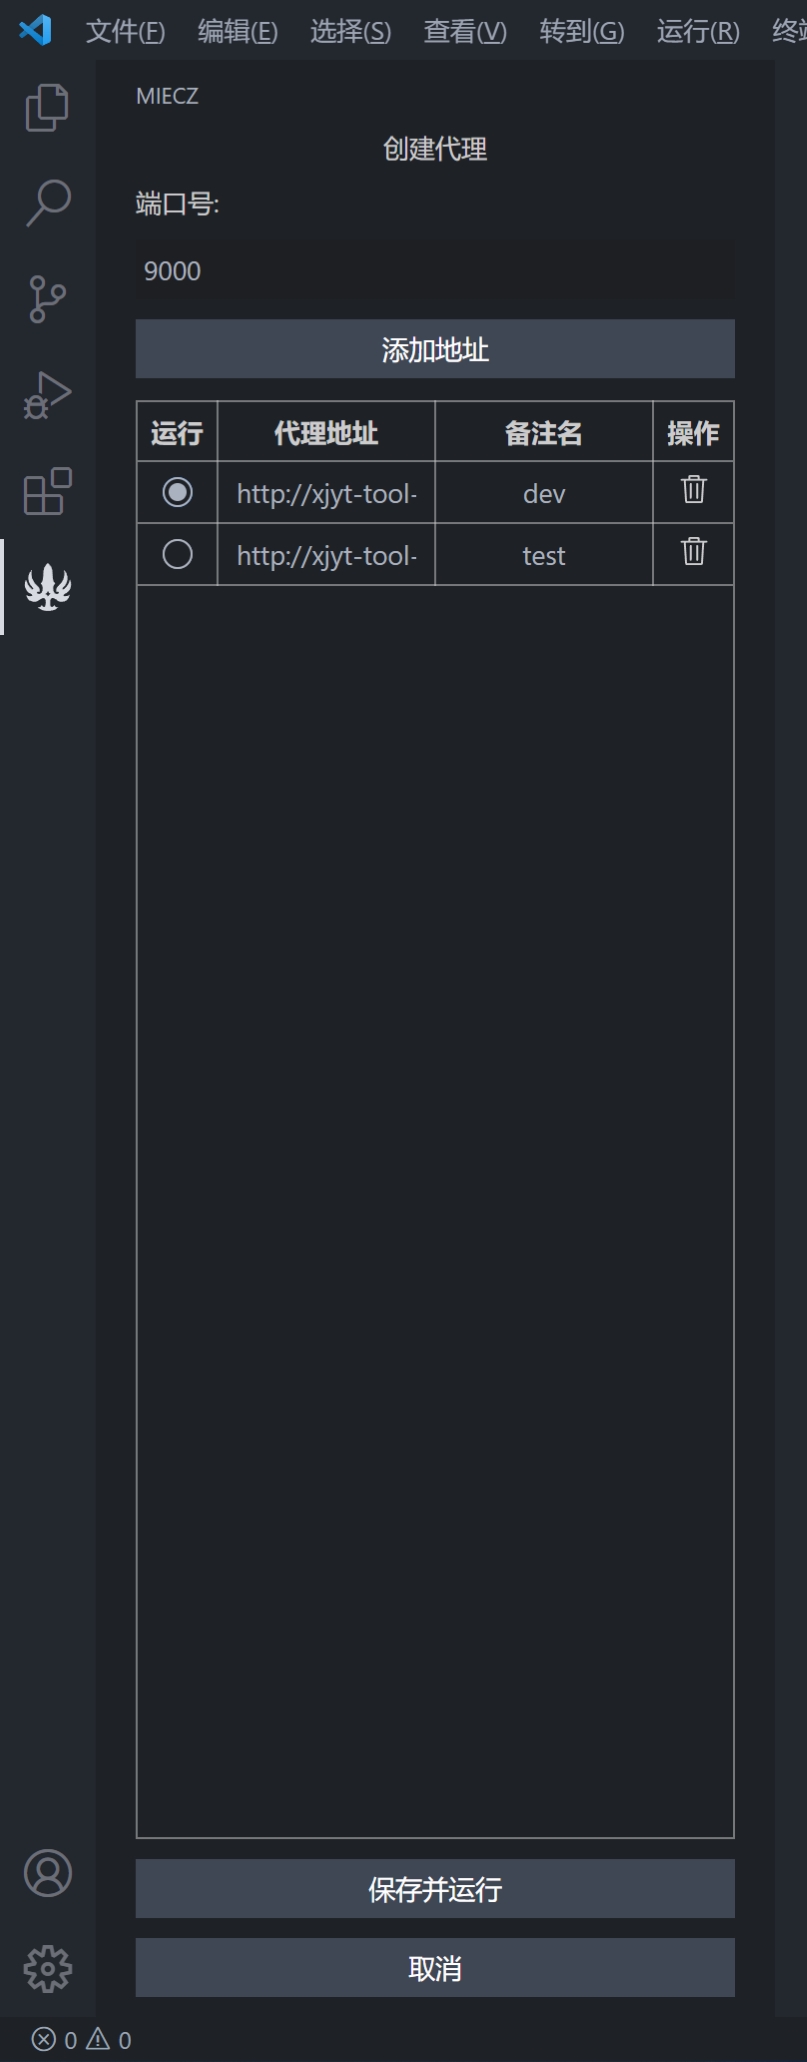 文件(F) 编辑(E) 选择(S) 查看(V) 转到(G) 运行(R) 终
MIECZ
创建代理
端口号:
9000
添加地址
运行 代理地址 备注名 操作
http://xjyt-tool- dev
http://xjyt-tool- test
保存并运行
取消
0 0